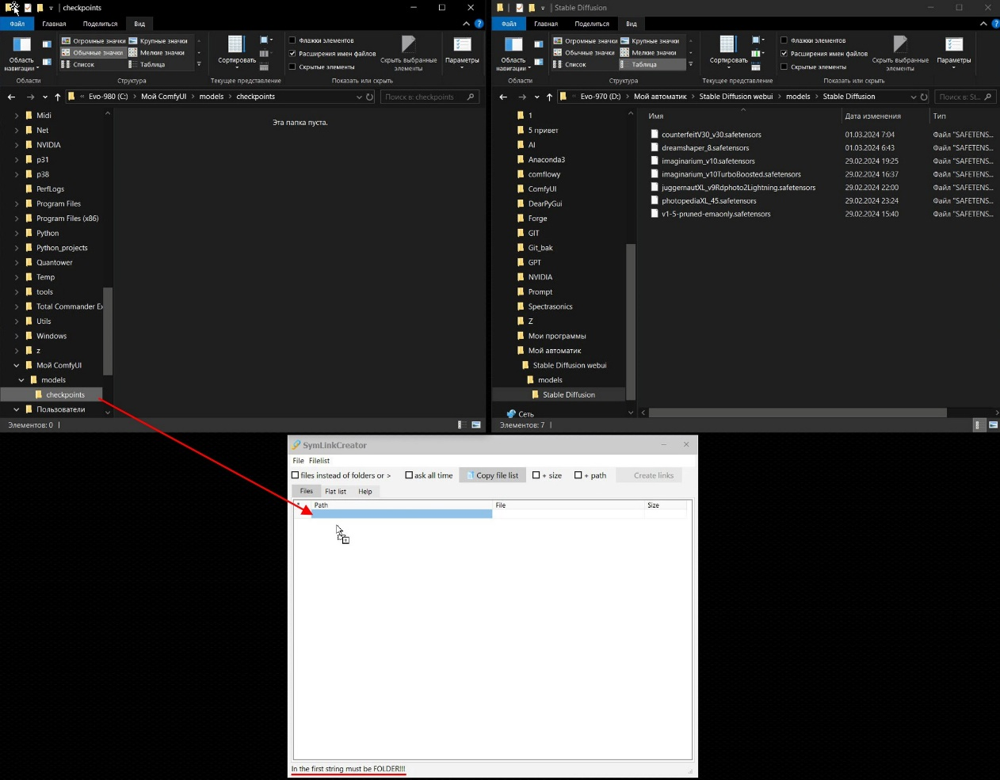 checkpoints
Файл Главная Поделиться Вид
Область навигации
Огромные значки Крупные значки
Обычные значки Мелкие значки
Список Таблица
Сортировать
Флажки элементов
Расширения имен файлов
Скрытые элементы
Скрыть выбранные элементы
Параметры
Области Структура Текущее представление Показать или скрыть
« Evo-980 (C:) > Мой ComfyUI > models > checkpoints
Поиск в: checkpoints
Midi
Net
NVIDIA
p31
p38
PerfLogs
Program Files
Program Files (x86)
Python
Python_projects
Quantower
Temp
tools
Total Commander Ex
Utils
Windows
z
Мой ComfyUI
models
checkpoints
Пользователи
Эта папка пуста.
Элементов: 0
Stable Diffusion
Файл Главная Поделиться Вид
Область навигации
Огромные значки Крупные значки
Обычные значки Мелкие значки
Список Таблица
Сортировать
Флажки элементов
Расширения имен файлов
Скрытые элементы
Скрыть выбранные элементы
Параметры
Области Структура Текущее представление Показать или скрыть
« Evo-970 (D:) > Мой автоматик > Stable Diffusion webui > models > Stable Diffusion
Поиск в: St...
1
5 привет
AI
Anaconda3
comflowy
ComfyUI
DearPyGui
Forge
GIT
Git_bak
GPT
NVIDIA
Prompt
Spectrasonics
Z
Мои программы
Мой автоматик
Stable Diffusion webui
models
Stable Diffusion
Сеть
Имя Дата изменения Тип
counterfeitV30_v30.safetensors 01.03.2024 7:04 Файл "SAFETENS...
dreamshaper_8.safetensors 01.03.2024 6:43 Файл "SAFETENS...
imaginarium_v10.safetensors 29.02.2024 19:25 Файл "SAFETENS...
imaginarium_v10TurboBoosted.safetensors 29.02.2024 16:37 Файл "SAFETENS...
juggernautXL_v9Rdphoto2Lightning.safetensors 29.02.2024 22:00 Файл "SAFETENS...
photopediaXL_45.safetensors 29.02.2024 23:24 Файл "SAFETENS...
v1-5-pruned-emaonly.safetensors 29.02.2024 15:40 Файл "SAFETENS...
Элементов: 7
SymLinkCreator
File Filelist
files instead of folders or > ask all time Copy file list + size + path Create links
Files Flat list Help
* Path File Size
In the first string must be FOLDER!!!